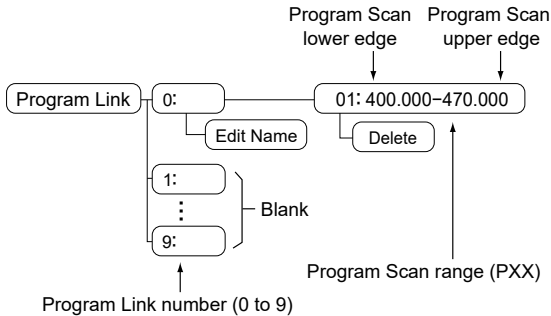 Program Scan
lower edge
Program Scan
upper edge
Program Link
0:
01: 400.000–470.000
Edit Name
Delete
1:
⋮
Blank
9:
Program Scan range (PXX)
Program Link number (0 to 9)